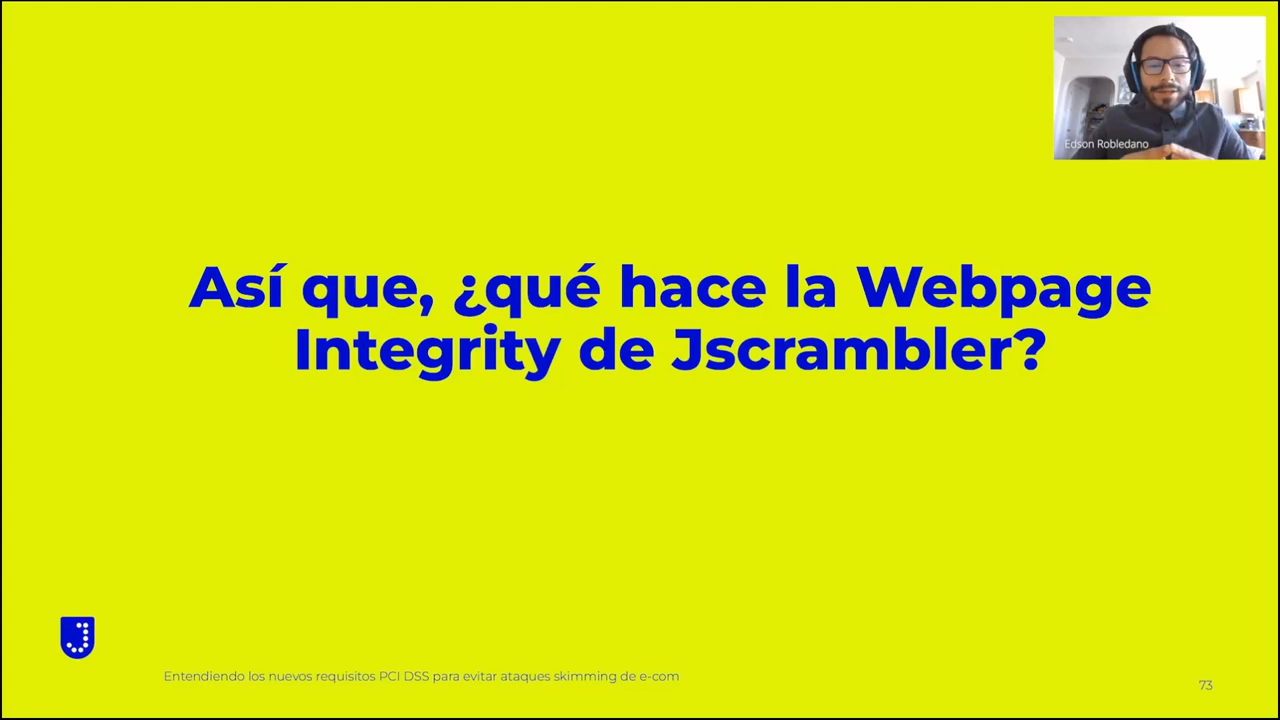 Edson Robledano
Así que, ¿qué hace la Webpage
Integrity de Jscrambler?
Entendiendo los nuevos requisitos PCI DSS para evitar ataques skimming de e-com
73